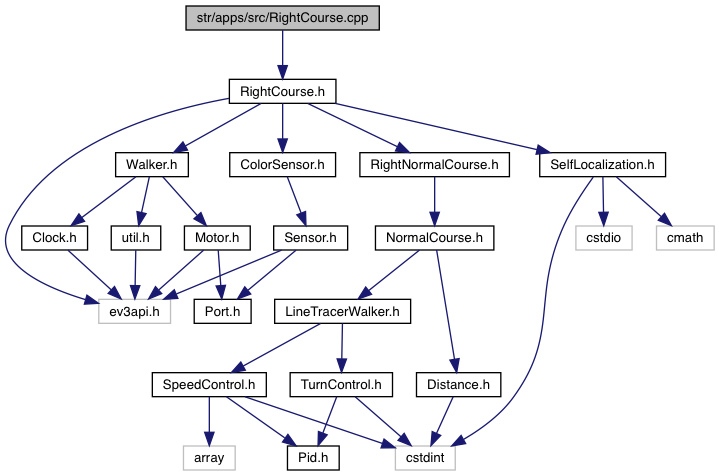 str/apps/src/RightCourse.cpp
RightCourse.h
Walker.h
ColorSensor.h
RightNormalCourse.h
SelfLocalization.h
Clock.h
util.h
Motor.h
Sensor.h
NormalCourse.h
cstdio
cmath
ev3api.h
Port.h
LineTracerWalker.h
SpeedControl.h
TurnControl.h
Distance.h
array
Pid.h
cstdint